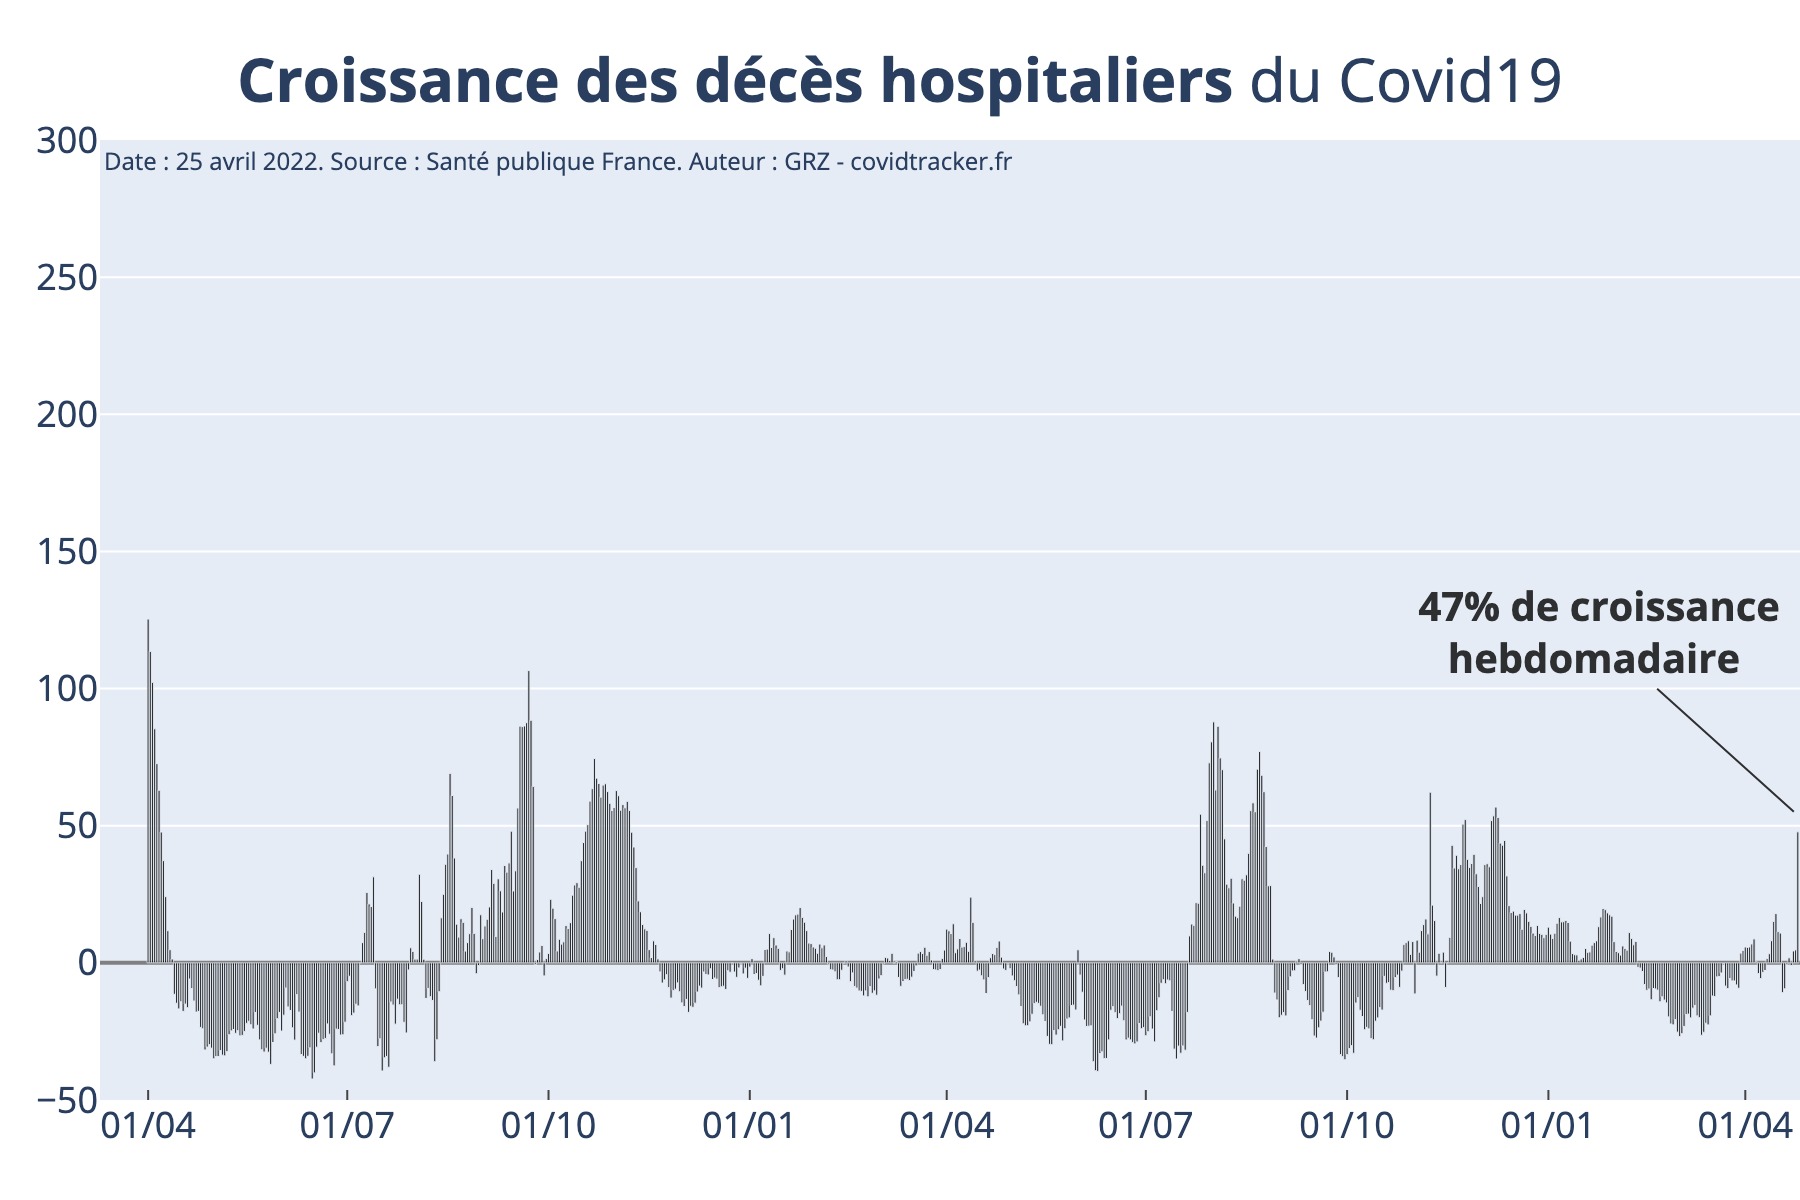 Croissance des décès hospitaliers du Covid19
300
Date : 25 avril 2022. Source : Santé publique France. Auteur : GRZ - covidtracker.fr
250
200
150
47% de croissance
hebdomadaire
100
50
0
−50
01/04 01/07 01/10 01/01 01/04 01/07 01/10 01/01 01/04